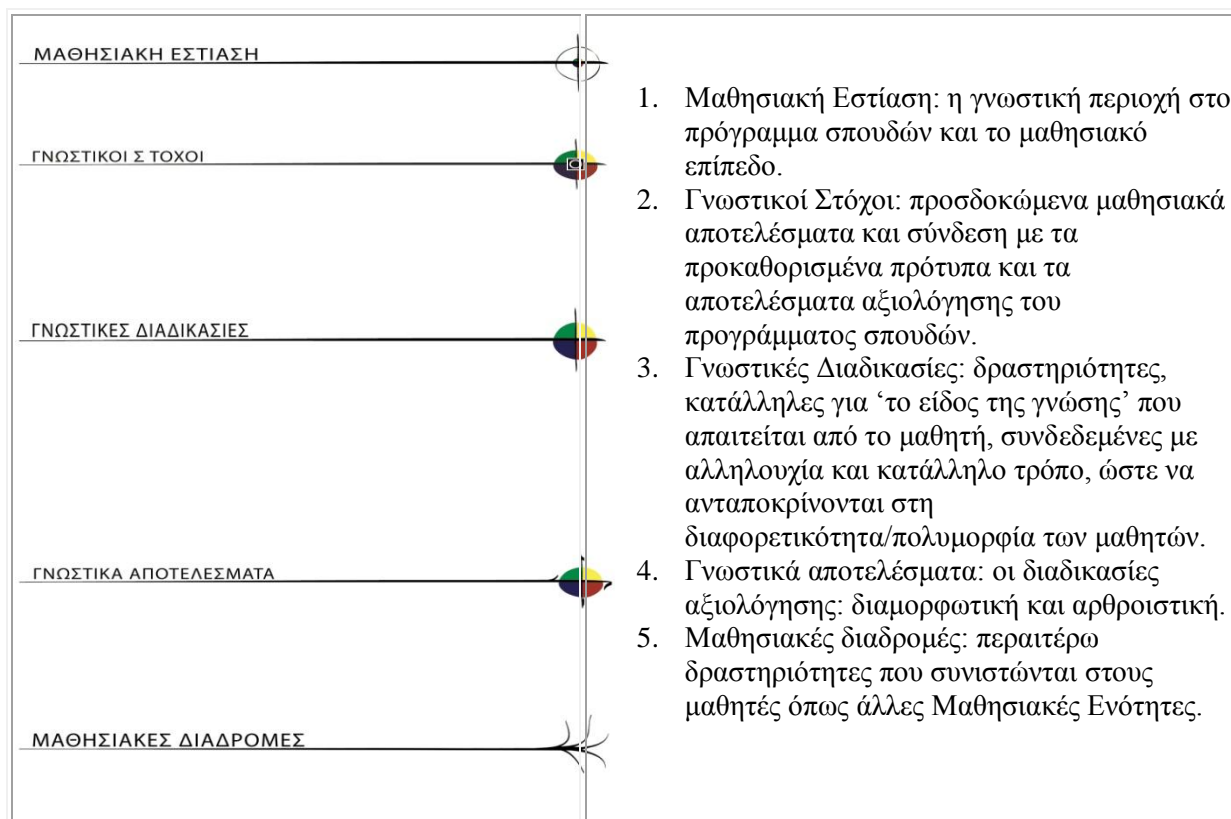 ΜΑΘΗΣΙΑΚΗ ΕΣΤΙΑΣΗ
ΓΝΩΣΤΙΚΟΙ Σ ΤΟΧΟΙ
ΓΝΩΣΤΙΚΕΣ ΔΙΑΔΙΚΑΣΙΕΣ
ΓΝΩΣΤΙΚΑ ΑΠΟΤΕΛΕΣΜΑΤΑ
ΜΑΘΗΣΙΑΚΕΣ ΔΙΑΔΡΟΜΕΣ
1. Μαθησιακή Εστίαση: η γνωστική περιοχή στο
πρόγραμμα σπουδών και το μαθησιακό
επίπεδο.
2. Γνωστικοί Στόχοι: προσδοκώμενα μαθησιακά
αποτελέσματα και σύνδεση με τα
προκαθορισμένα πρότυπα και τα
αποτελέσματα αξιολόγησης του
προγράμματος σπουδών.
3. Γνωστικές Διαδικασίες: δραστηριότητες,
κατάλληλες για ‘το είδος της γνώσης’ που
απαιτείται από το μαθητή, συνδεδεμένες με
αλληλουχία και κατάλληλο τρόπο, ώστε να
ανταποκρίνονται στη
διαφορετικότητα/πολυμορφία των μαθητών.
4. Γνωστικά αποτελέσματα: οι διαδικασίες
αξιολόγησης: διαμορφωτική και αρθροιστική.
5. Μαθησιακές διαδρομές: περαιτέρω
δραστηριότητες που συνιστώνται στους
μαθητές όπως άλλες Μαθησιακές Ενότητες.